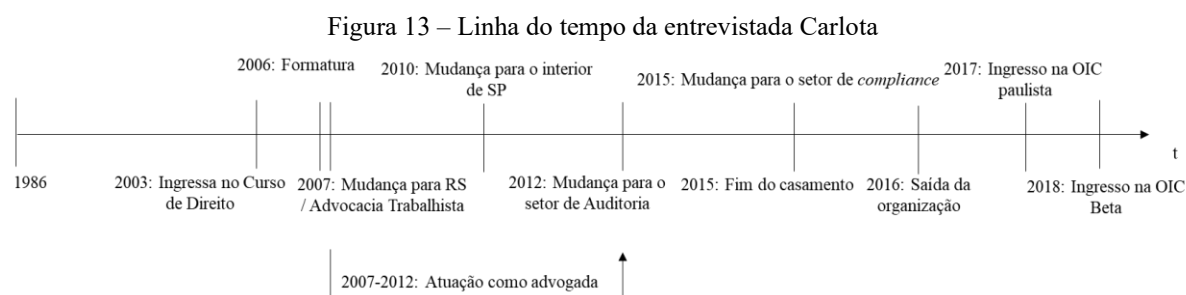 Figura 13 – Linha do tempo da entrevistada Carlota
2006: Formatura
2010: Mudança para o interior
de SP
2015: Mudança para o setor de compliance
2017: Ingresso na OIC
paulista
t
1986
2003: Ingressa no Curso
de Direito
2007: Mudança para RS
/ Advocacia Trabalhista
2012: Mudança para o
setor de Auditoria
2015: Fim do casamento
2016: Saída da
organização
2018: Ingresso na OIC
Beta
2007-2012: Atuação como advogada